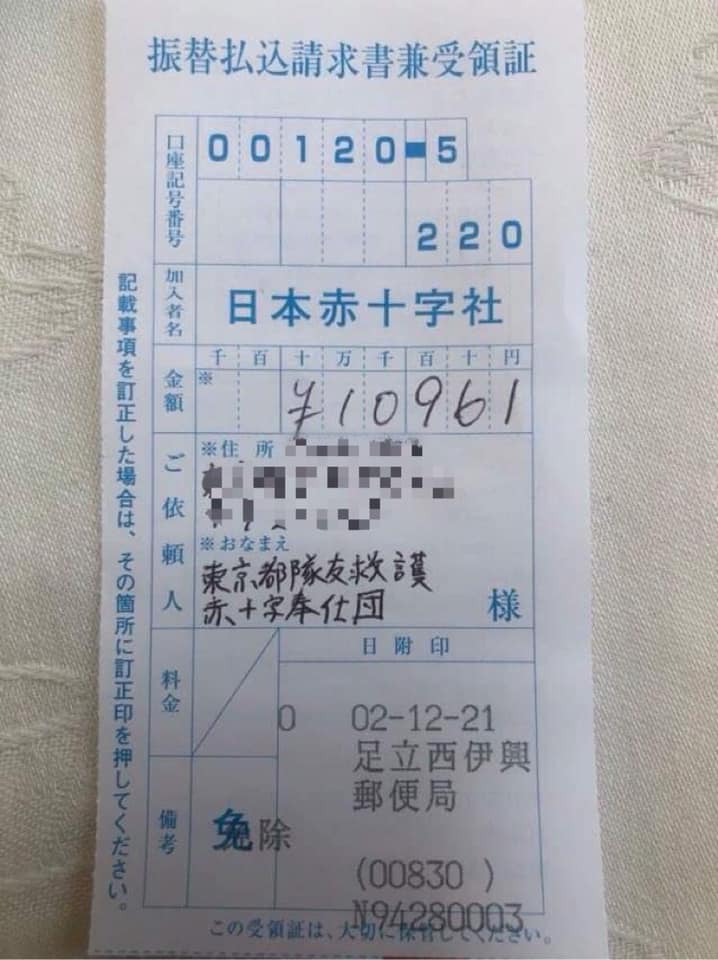 振替払込請求書兼受領証
口座記号番号
00120-5
220
加入者名
日本赤十字社
金額
千百十万千百十円
※
¥10961
ご依頼人
※住所
※おなまえ
東京都隊友救護
赤十字奉仕団
様
料金
日附印
0 02-12-21
足立西伊興
郵便局
(00830 )
N94280003
備考
免除
この受領証は、大切に保管してください。
記載事項を訂正した場合は、その箇所に訂正印を押してください。